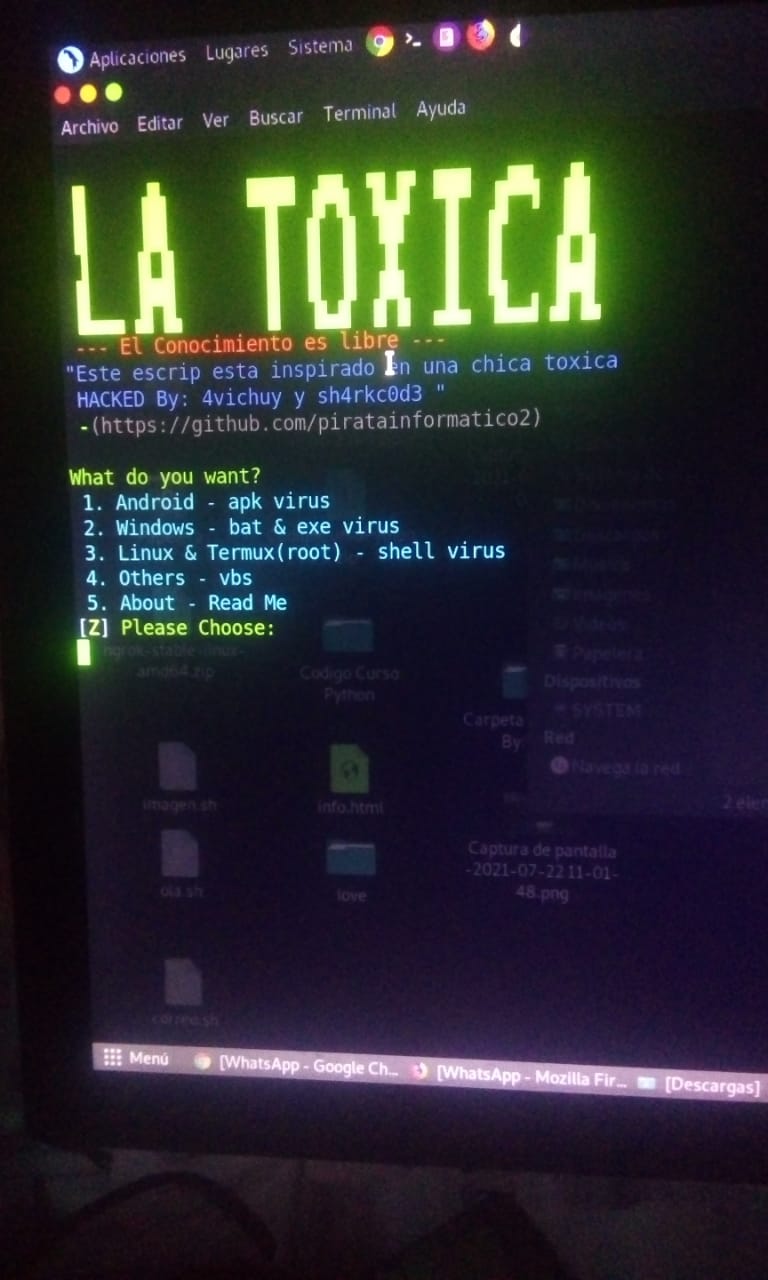 Aplicaciones Lugares Sistema
Archivo Editar Ver Buscar Terminal Ayuda
LA TOXICA
--- El Conocimiento es libre ---
"Este escrip esta inspirado en una chica toxica
HACKED By: 4vichuy y sh4rkc0d3 "
-(https://github.com/piratainformatico2)
What do you want?
1. Android - apk virus
2. Windows - bat & exe virus
3. Linux & Termux(root) - shell virus
4. Others - vbs
5. About - Read Me
[Z] Please Choose:
ngrok-stable-linux-
amd64.zip
Codigo Curso
Python
Carpeta
By:
Imágenes
Vídeos
Papelera
Dispositivos
SYSTEM
Red
Navega la red
imagen.sh
info.html
2 elem
ola.sh
love
Captura de pantalla
-2021-07-22 11-01-
48.png
correo.sh
Menú [WhatsApp - Google Ch... [WhatsApp - Mozilla Fir... [Descargas]